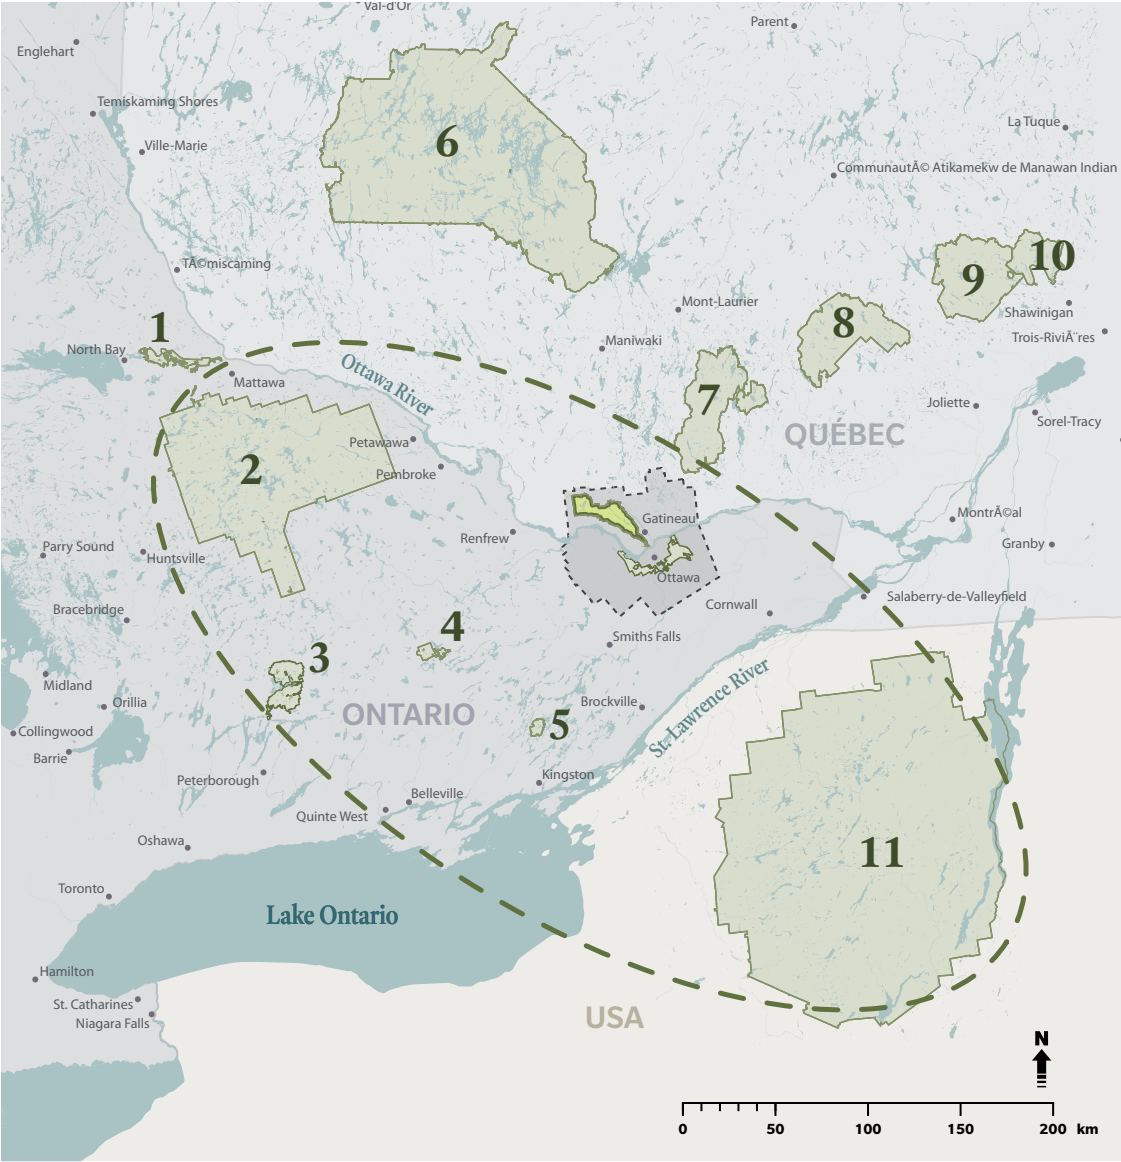 Val-d'Or
Parent
Englehart
Temiskaming Shores
La Tuque
6
Ville-Marie
CommunautÃ© Atikamekw de Manawan Indian
TÃ©miscaming
10
9
Mont-Laurier
Shawinigan
1
8
Trois-RiviÃ¨res
North Bay
Maniwaki
Mattawa
Ottawa River
7
Joliette
Sorel-Tracy
Petawawa
QUÉBEC
2
Pembroke
MontrÃ©al
Gatineau
Renfrew
Granby
Parry Sound
Huntsville
Ottawa
Salaberry-de-Valleyfield
Bracebridge
Cornwall
4
Smiths Falls
3
Midland
Orillia
Brockville
St. Lawrence River
ONTARIO
5
Collingwood
Barrie
Peterborough
Kingston
Belleville
Quinte West
Oshawa
11
Toronto
Lake Ontario
Hamilton
St. Catharines
Niagara Falls
USA
N
0 50 100 150 200 km